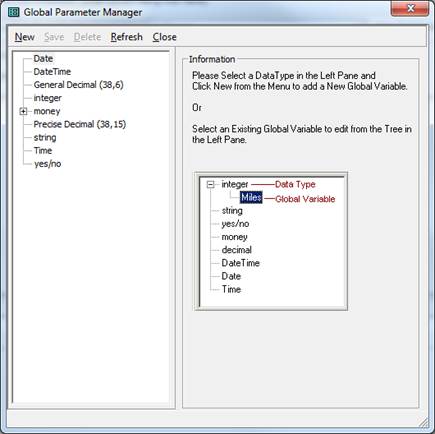 Global Parameter Manager
New Save Delete Refresh Close
Date
DateTime
General Decimal (38,6)
integer
money
Precise Decimal (38,15)
string
Time
yes/no
Information
Please Select a DataType in the Left Pane and
Click New from the Menu to add a New Global Variable.
Or
Select an Existing Global Variable to edit from the Tree in
the Left Pane.
integer Data Type
Miles Global Variable
string
yes/no
money
decimal
DateTime
Date
Time